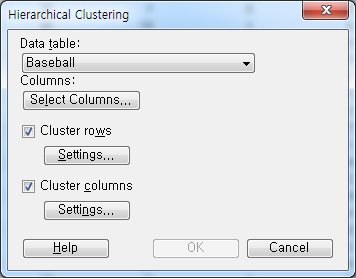 Hierarchical Clustering
Data table:
Baseball
Columns:
Select Columns...
Cluster rows
Settings...
Cluster columns
Settings...
Help OK Cancel